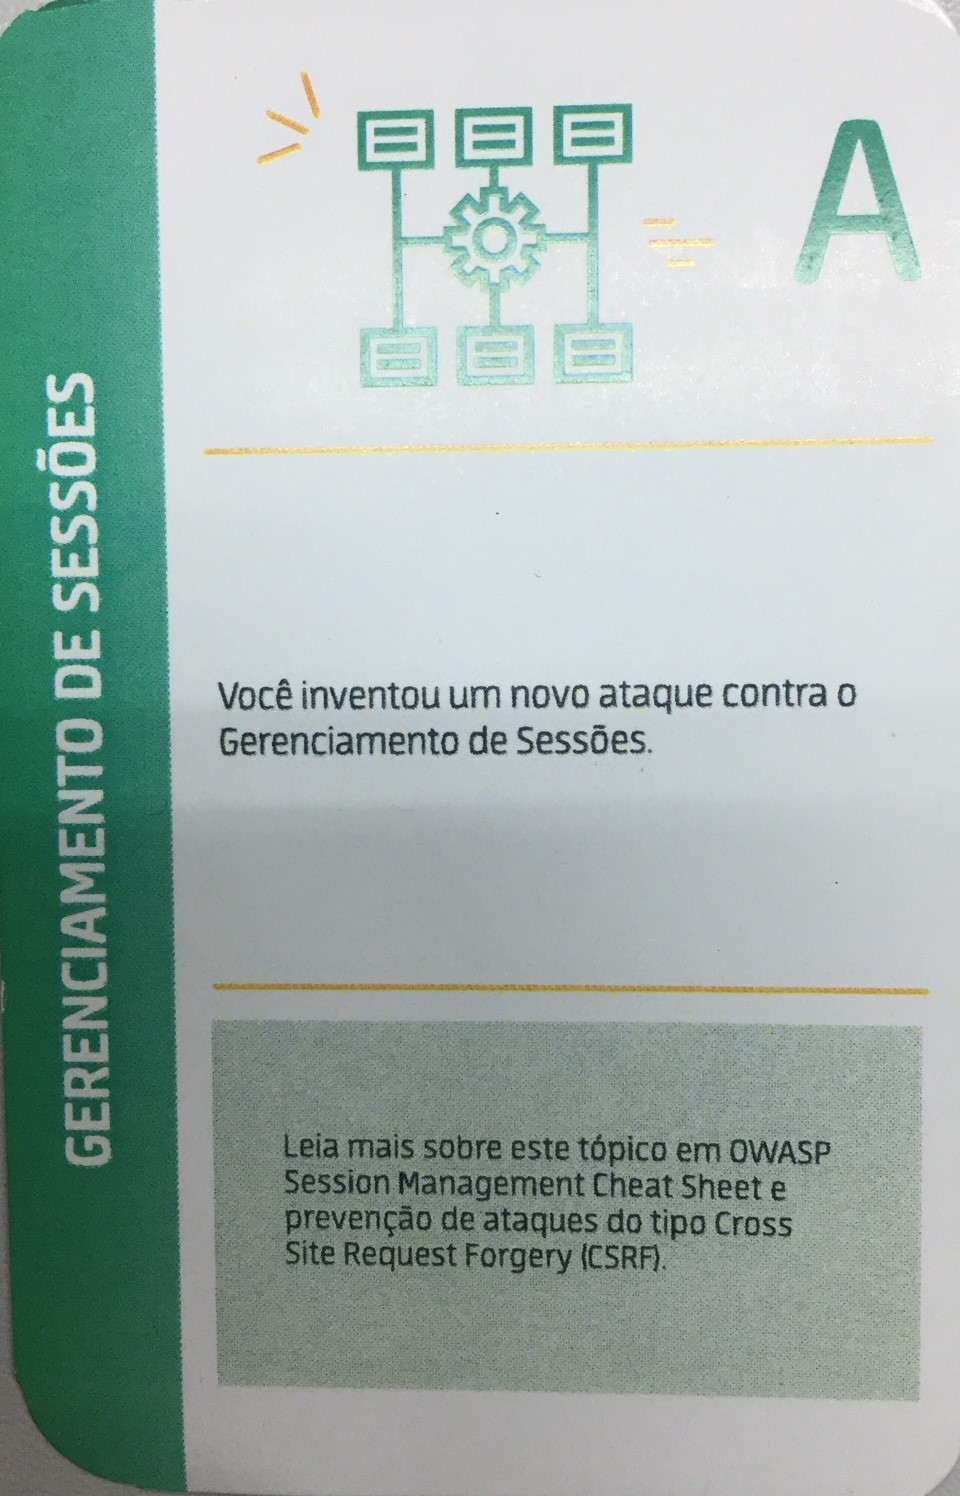 A
GERENCIAMENTO DE SESSÕES
Você inventou um novo ataque contra o
Gerenciamento de Sessões.
Leia mais sobre este tópico em OWASP
Session Management Cheat Sheet e
prevenção de ataques do tipo Cross
Site Request Forgery (CSRF).